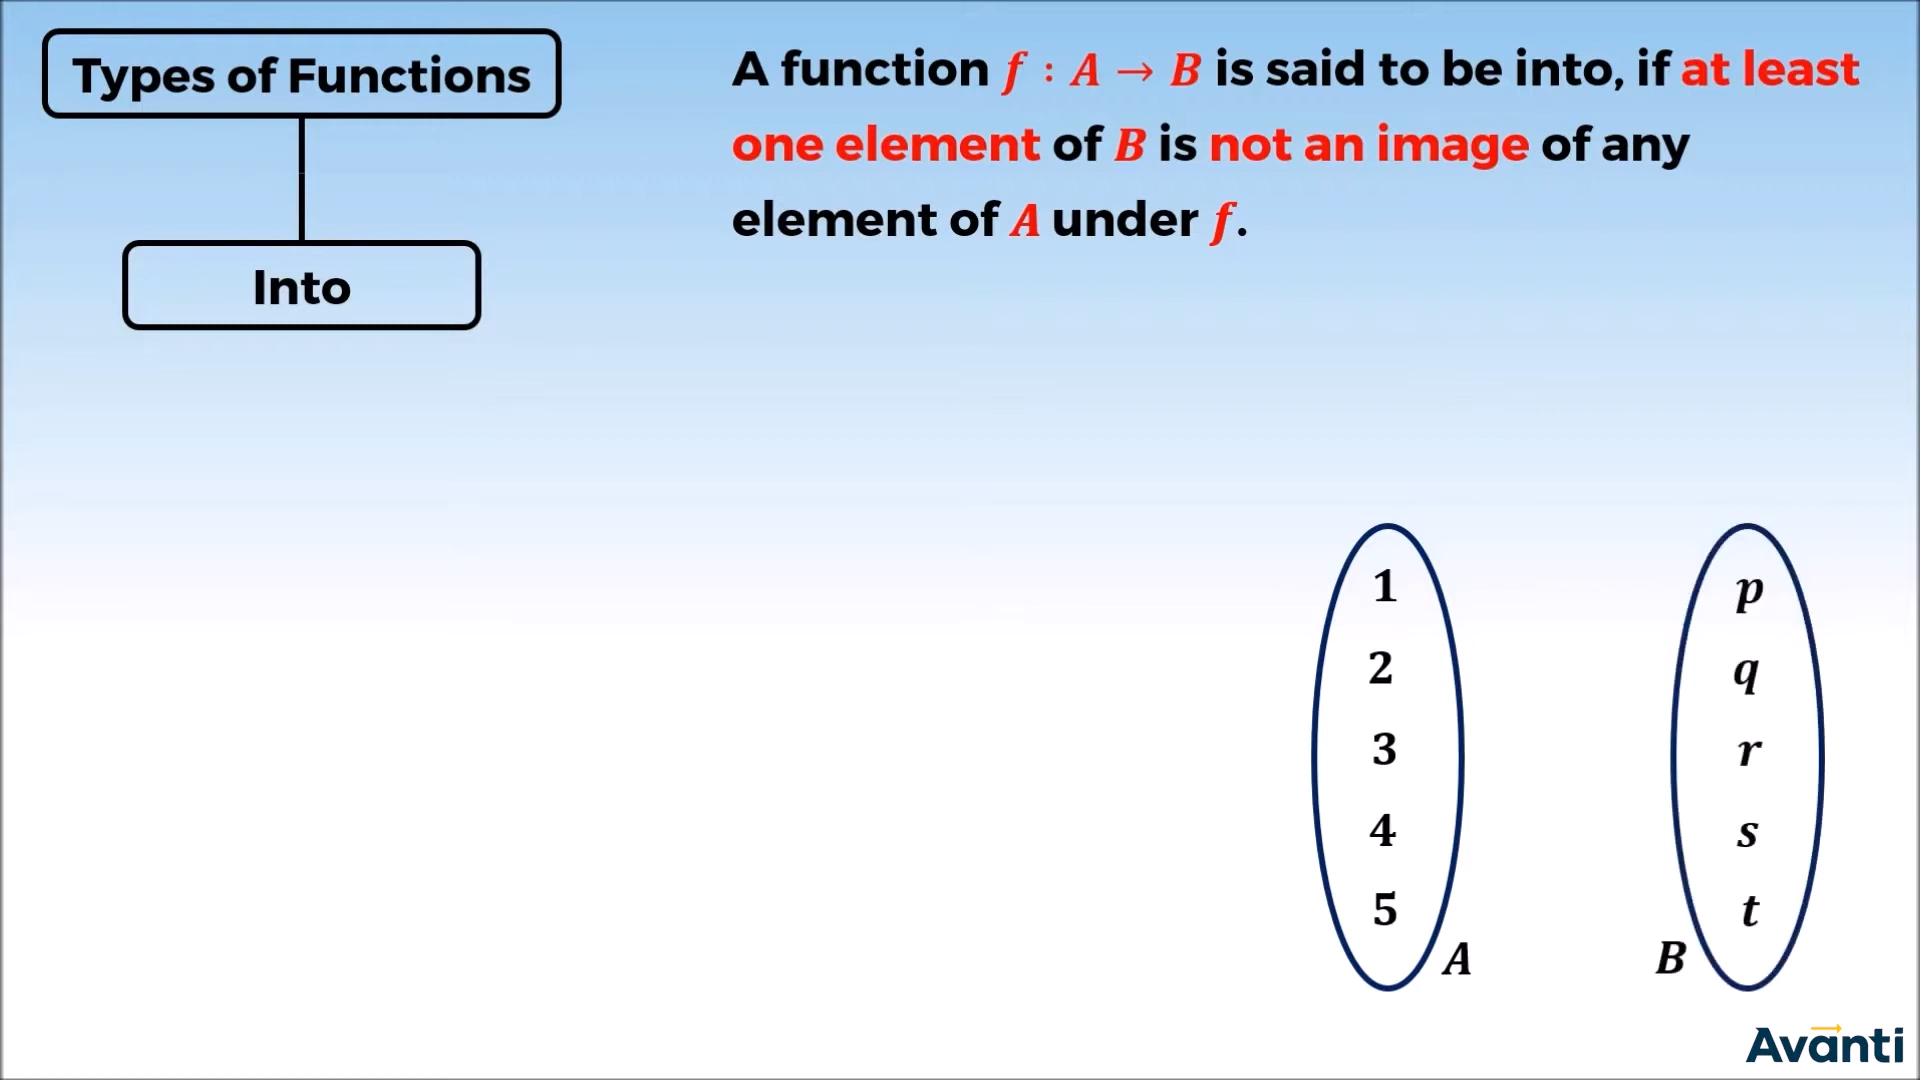 Types of Functions
Into
A function f : A → B is said to be into, if at least
one element of B is not an image of any
element of A under f.
1
2
3
4
5
A
p
q
r
s
t
B
Avanti